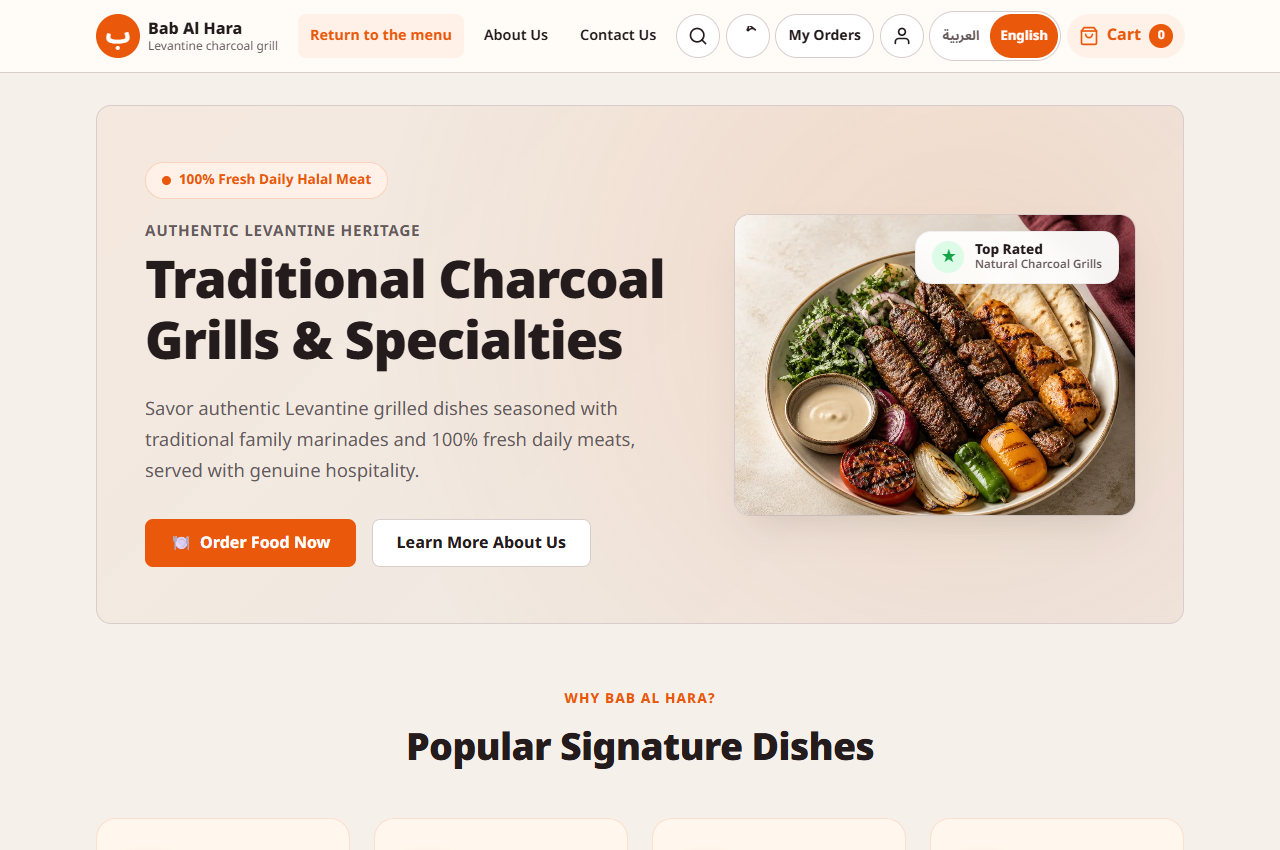 ب
Bab Al Hara
Levantine charcoal grill
Return to the menu
About Us
Contact Us
My Orders
العربية
English
Cart
0
100% Fresh Daily Halal Meat
AUTHENTIC LEVANTINE HERITAGE
Traditional Charcoal
Grills & Specialties
Savor authentic Levantine grilled dishes seasoned with
traditional family marinades and 100% fresh daily meats,
served with genuine hospitality.
Order Food Now
Learn More About Us
Top Rated
Natural Charcoal Grills
WHY BAB AL HARA?
Popular Signature Dishes